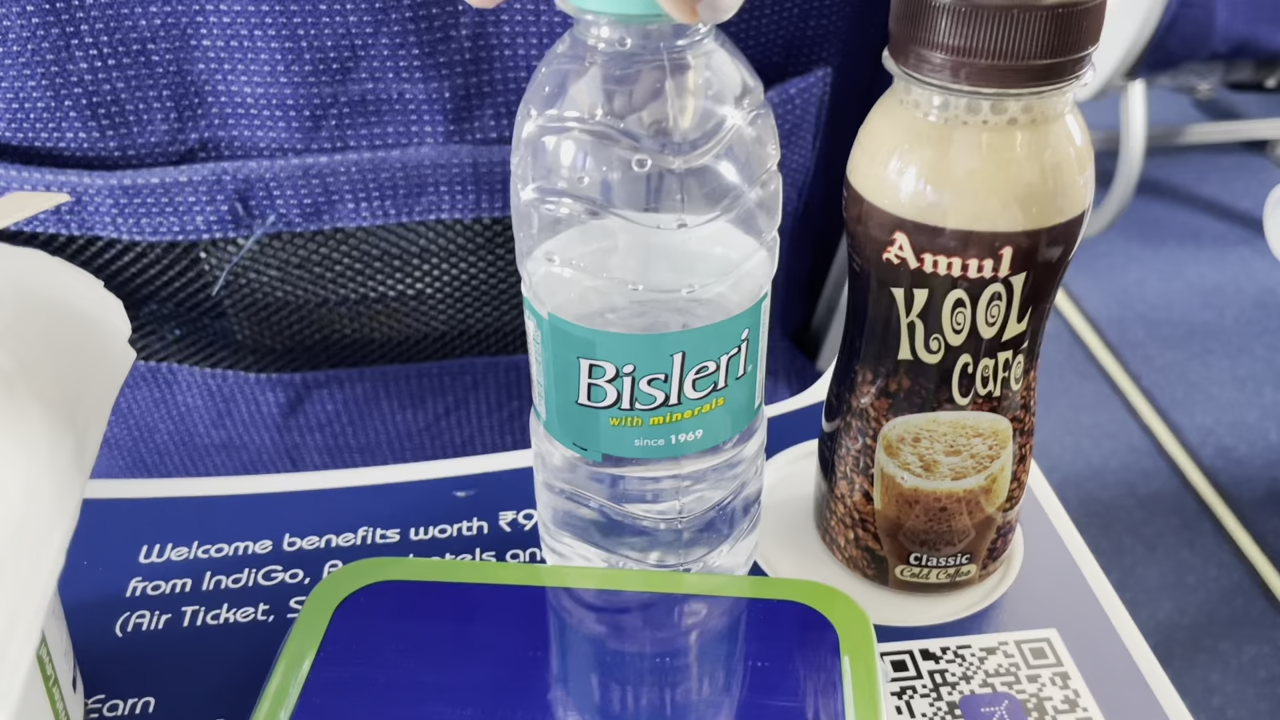 Amul
KOOL
Café
Bisleri
with minerals
since 1969
Classic
Cold Coffee
Welcome benefits worth ₹9
from IndiGo,
(Air Ticket,
Earn